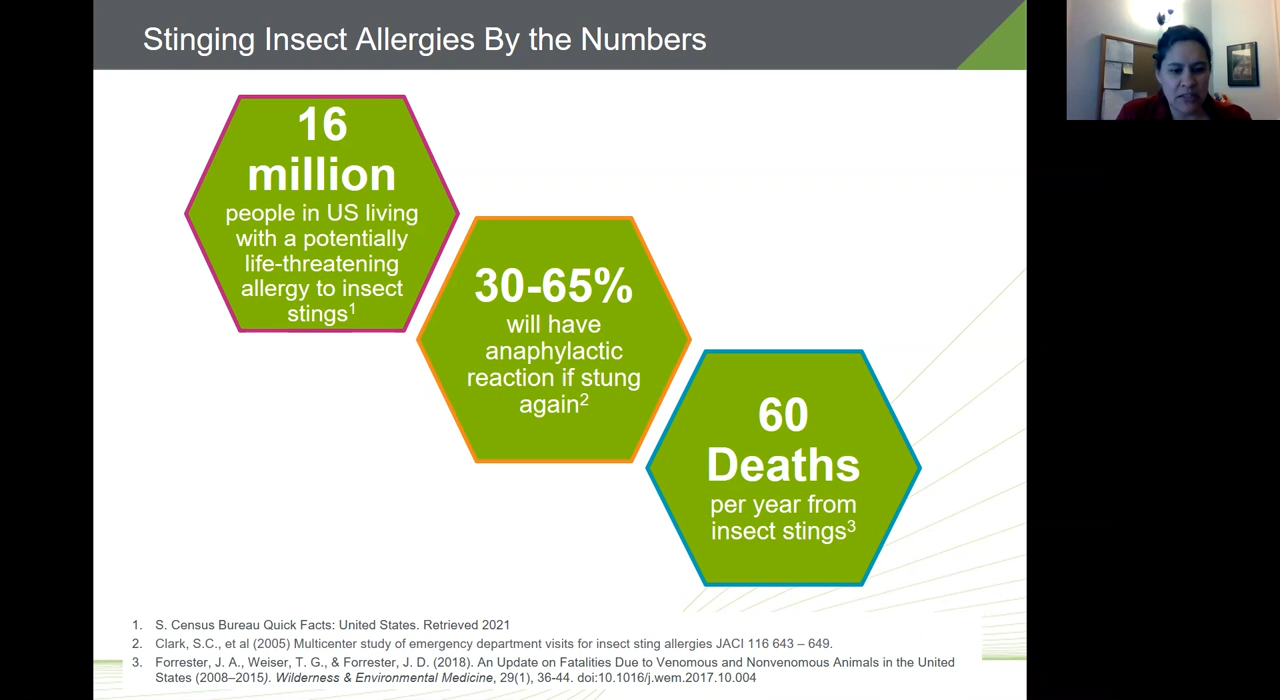 Stinging Insect Allergies By the Numbers
16
million
people in US living
with a potentially
life-threatening
allergy to insect
stings1
30-65%
will have
anaphylactic
reaction if stung
again2
60
Deaths
per year from
insect stings3
1. S. Census Bureau Quick Facts: United States. Retrieved 2021
2. Clark, S.C., et al (2005) Multicenter study of emergency department visits for insect sting allergies JACI 116 643 – 649.
3. Forrester, J. A., Weiser, T. G., & Forrester, J. D. (2018). An Update on Fatalities Due to Venomous and Nonvenomous Animals in the United
States (2008–2015). Wilderness & Environmental Medicine, 29(1), 36-44. doi:10.1016/j.wem.2017.10.004